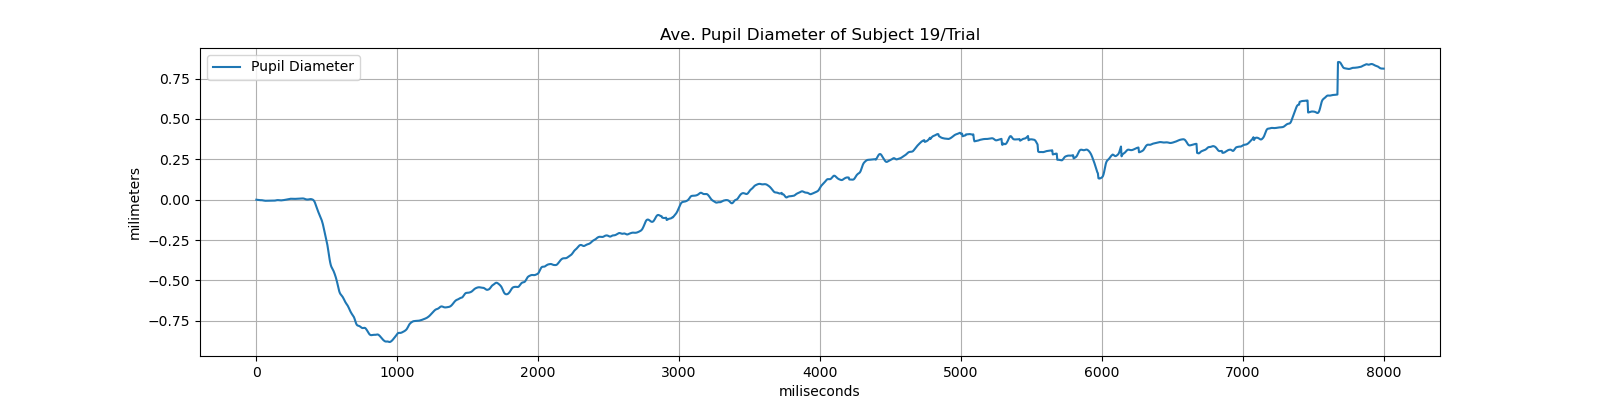 Ave. Pupil Diameter of Subject 19/Trial
Pupil Diameter
0.75
0.50
0.25
0.00
−0.25
−0.50
−0.75
milimeters
0 1000 2000 3000 4000 5000 6000 7000 8000
miliseconds